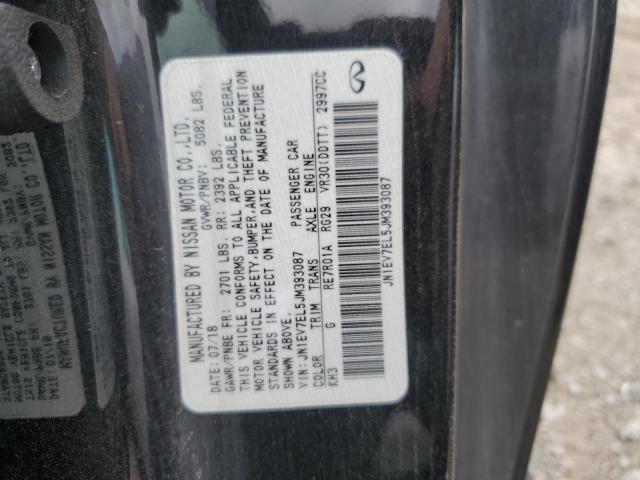 MANUFACTURED BY NISSAN MOTOR CO.,LTD.
DATE: 07/18 GVWR/PNBV: 5082 LBS.
GAWR/PNBE FR: 2701 LBS. RR: 2392 LBS.
THIS VEHICLE CONFORMS TO ALL APPLICABLE FEDERAL
MOTOR VEHICLE SAFETY,BUMPER,AND THEFT PREVENTION
STANDARDS IN EFFECT ON THE DATE OF MANUFACTURE
SHOWN ABOVE.
VIN: JN1EV7EL5JM393087 PASSENGER CAR
COLOR TRIM TRANS AXLE ENGINE
KH3 G RE7R01A RG29 VR30(DDTT) 2997CC
JN1EV7EL5JM393087